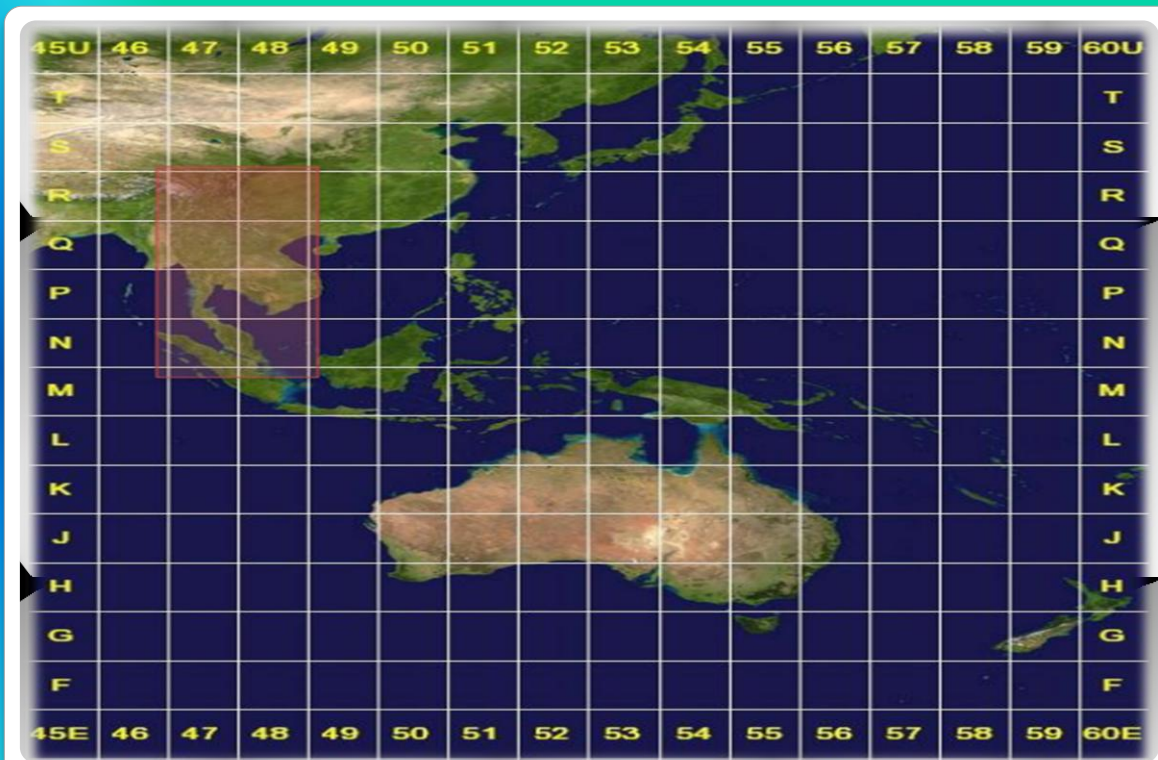 45U 46 47 48 49 50 51 52 53 54 55 56 57 58 59 60U
T T
S S
R R
Q Q
P P
N N
M M
L L
K K
J J
H H
G G
F F
45E 46 47 48 49 50 51 52 53 54 55 56 57 58 59 60E